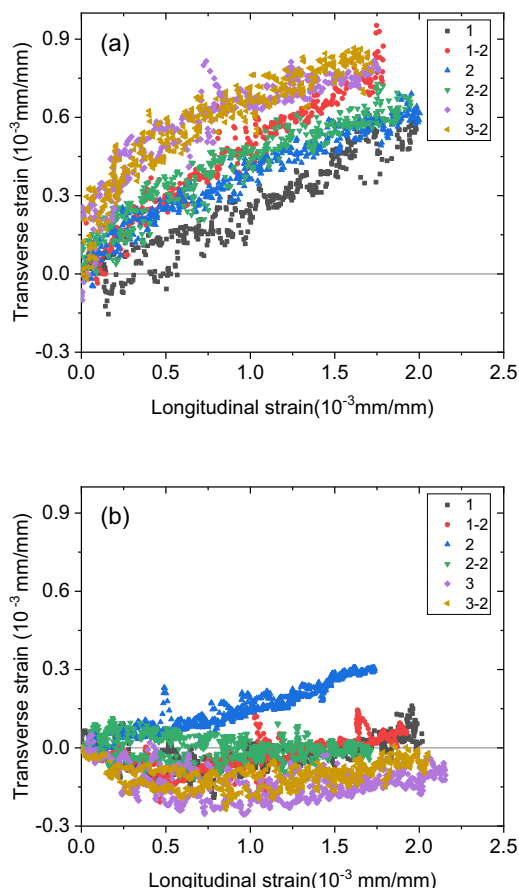 (a)
1
1-2
2
2-2
3
3-2
0.9
0.6
0.3
0.0
-0.3
Transverse strain (10⁻³mm/mm)
0.0 0.5 1.0 1.5 2.0 2.5
Longitudinal strain(10⁻³mm/mm)
(b)
1
1-2
2
2-2
3
3-2
0.9
0.6
0.3
0.0
-0.3
Transverse strain (10⁻³ mm/mm)
0.0 0.5 1.0 1.5 2.0 2.5
Longitudinal strain(10⁻³ mm/mm)